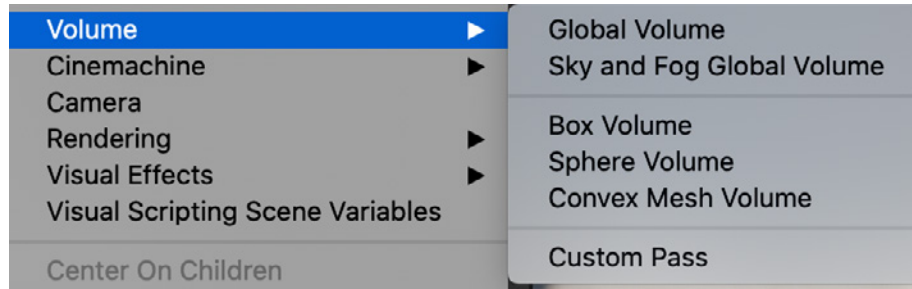 Volume
Cinemachine
Camera
Rendering
Visual Effects
Visual Scripting Scene Variables
Center On Children
Global Volume
Sky and Fog Global Volume
Box Volume
Sphere Volume
Convex Mesh Volume
Custom Pass